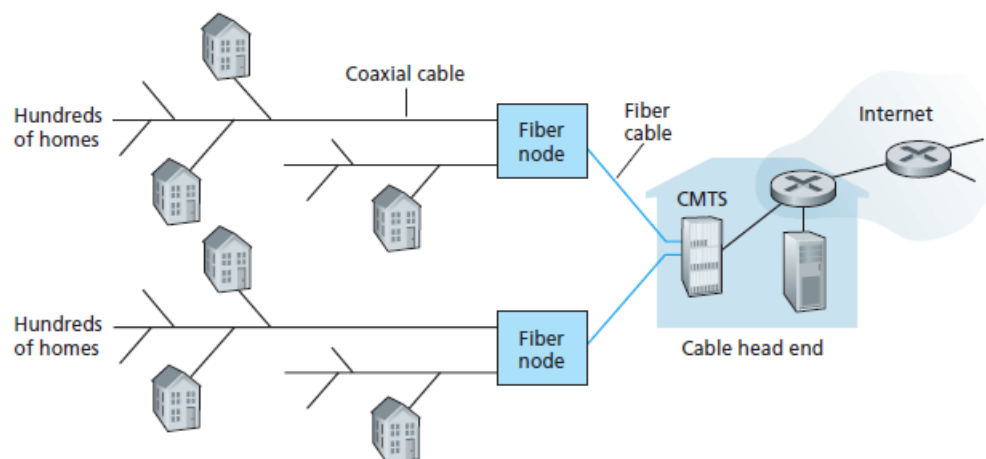 Coaxial cable
Hundreds
of homes
Fiber
node
Fiber
cable
Internet
CMTS
Hundreds
of homes
Fiber
node
Cable head end